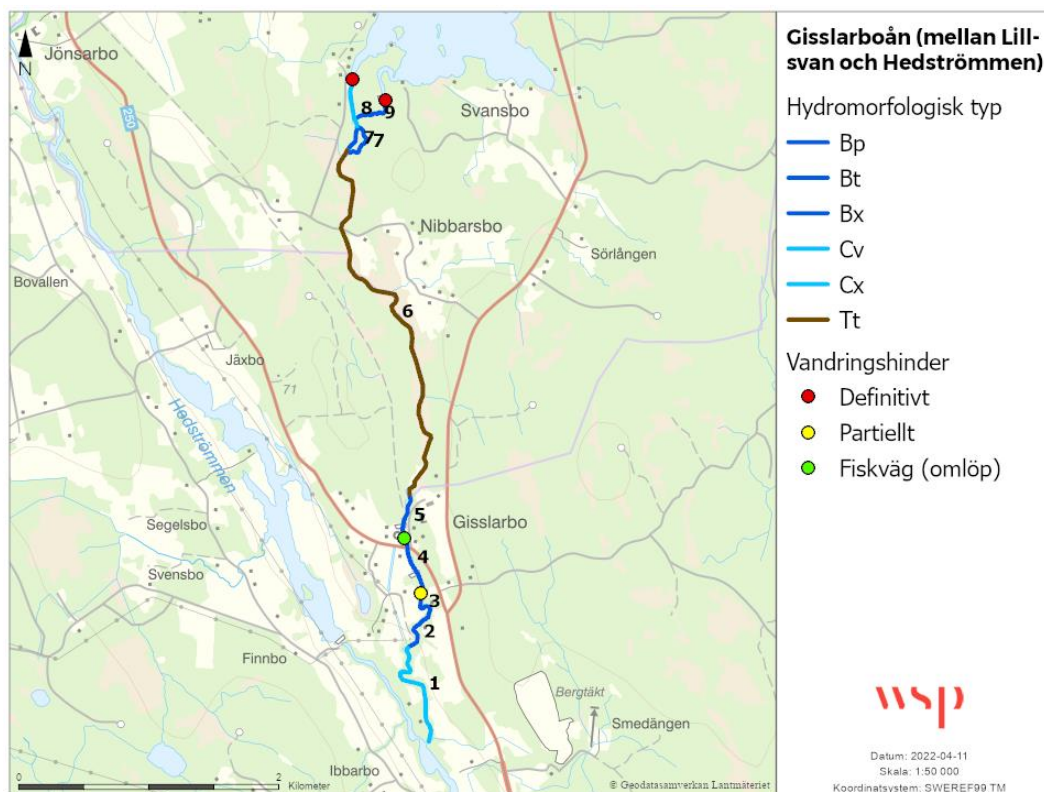 Jönsarbo
N
250
Svansbo
8
9
7
7
Nibbarsbo
Sörlången
Bovallen
6
Jäxbo
71
Hedströmmen
5
Gisslarbo
Segelsbo
4
Svensbo
3
2
Finnbo
1
Bergtäkt
Smedängen
Ibbarbo
0 2
Kilometer
© Geodatasamverkan Lantmäteriet
Gisslarboån (mellan Lill-
svan och Hedströmmen)
Hydromorfologisk typ
Bp
Bt
Bx
Cv
Cx
Tt
Vandringshinder
Definitivt
Partiellt
Fiskväg (omlöp)
wsp
Datum: 2022-04-11
Skala: 1:50 000
Koordinatsystem: SWEREF99 TM